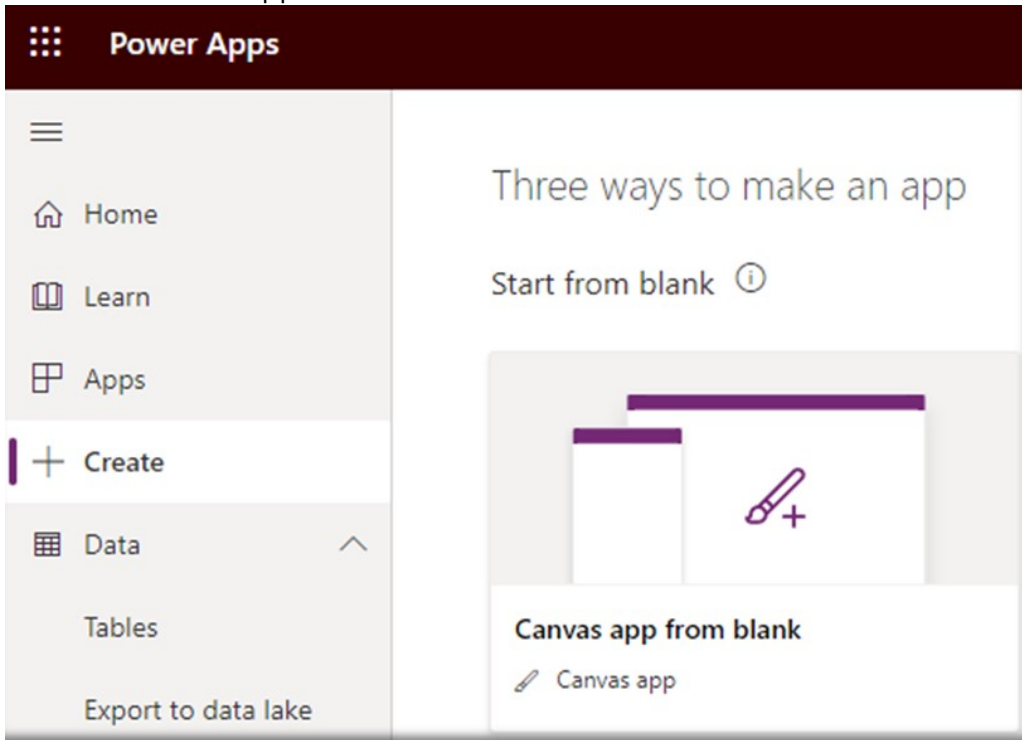 Power Apps
Home
Learn
Apps
Create
Data
Tables
Export to data lake
Three ways to make an app
Start from blank
Canvas app from blank
Canvas app